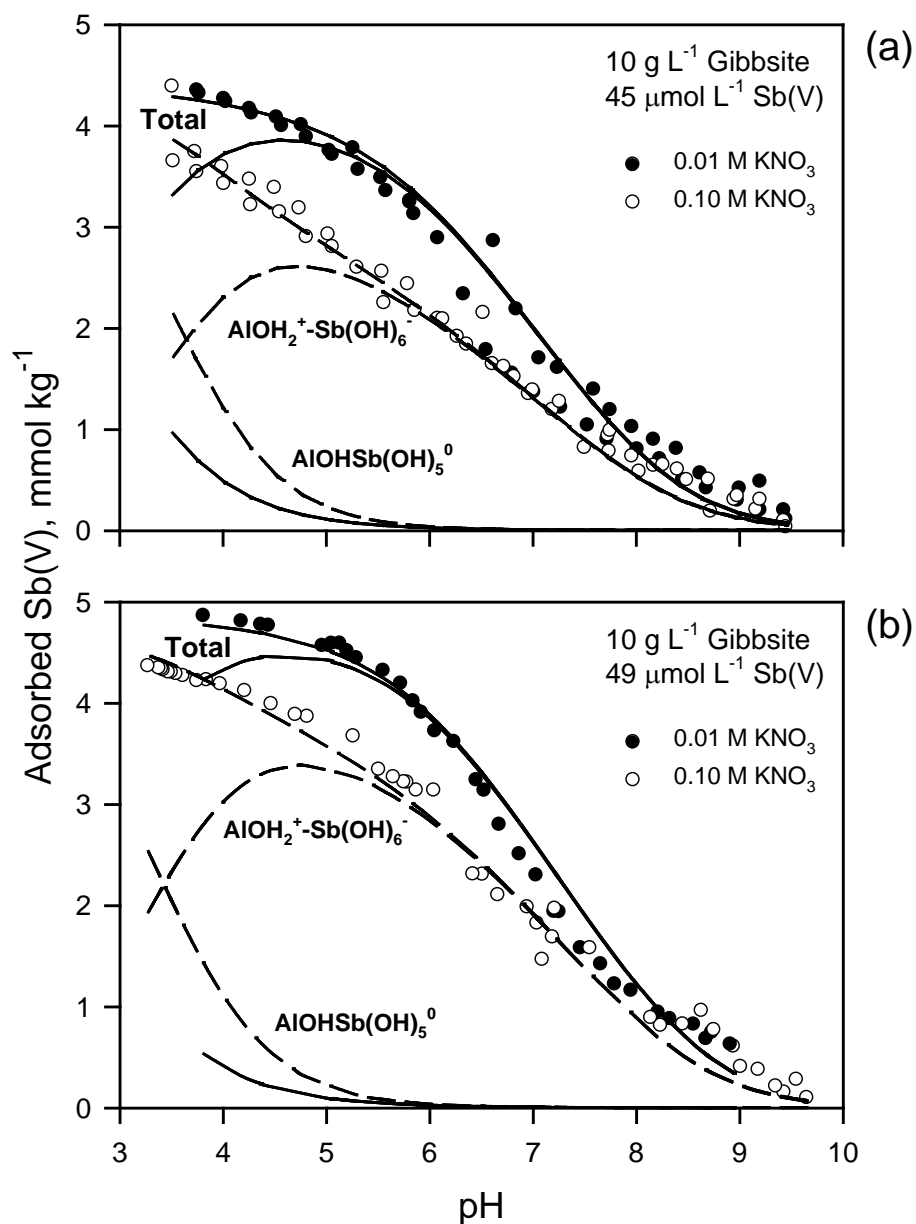 (a)
10 g L⁻¹ Gibbsite
45 μmol L⁻¹ Sb(V)
0.01 M KNO₃
0.10 M KNO₃
Total
AlOH₂⁺-Sb(OH)₆⁻
AlOHSb(OH)₅⁰
5
4
3
2
1
0
(b)
10 g L⁻¹ Gibbsite
49 μmol L⁻¹ Sb(V)
0.01 M KNO₃
0.10 M KNO₃
Total
AlOH₂⁺-Sb(OH)₆⁻
AlOHSb(OH)₅⁰
5
4
3
2
1
0
3 4 5 6 7 8 9 10
pH
Adsorbed Sb(V), mmol kg⁻¹